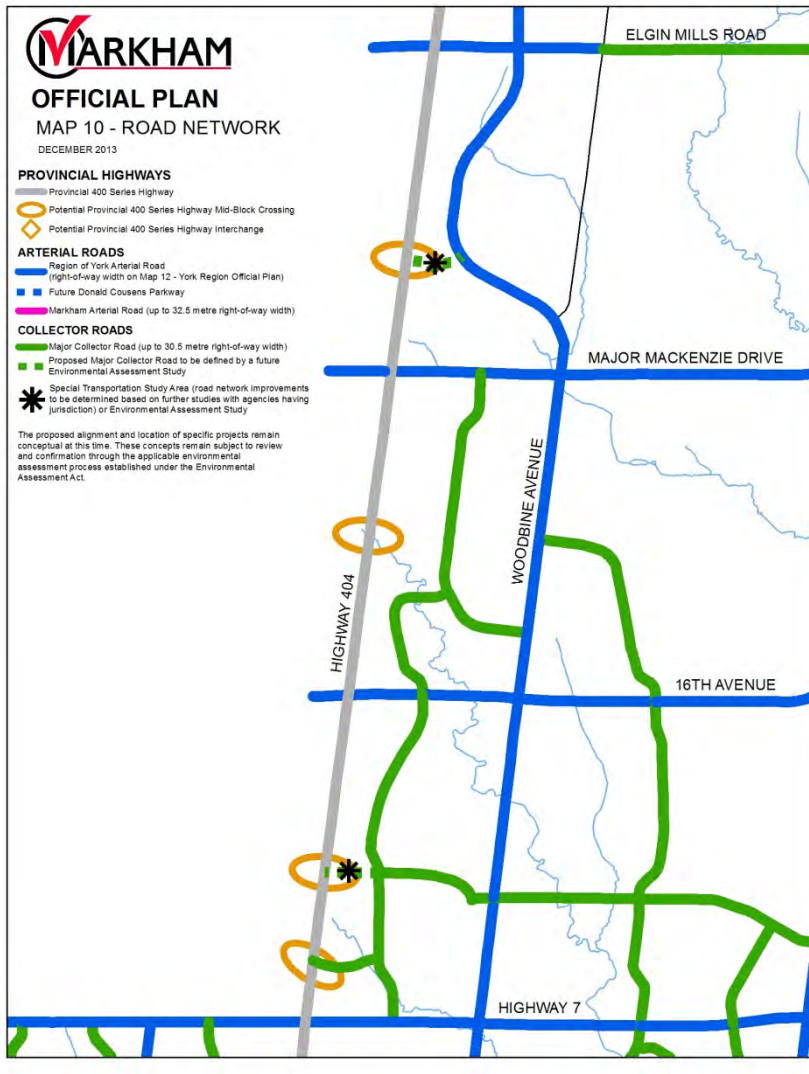 MARKHAM
OFFICIAL PLAN
MAP 10 - ROAD NETWORK
DECEMBER 2013
PROVINCIAL HIGHWAYS
Provincial 400 Series Highway
Potential Provincial 400 Series Highway Mid-Block Crossing
Potential Provincial 400 Series Highway Interchange
ARTERIAL ROADS
Region of York Arterial Road
(right-of-way width on Map 12 - York Region Official Plan)
Future Donald Cousens Parkway
Markham Arterial Road (up to 32.5 metre right-of-way width)
COLLECTOR ROADS
Major Collector Road (up to 30.5 metre right-of-way width)
Proposed Major Collector Road to be defined by a future
Environmental Assessment Study
Special Transportation Study Area (road network improvements
to be determined based on further studies with agencies having
jurisdiction) or Environmental Assessment Study
The proposed alignment and location of specific projects remain
conceptual at this time. These concepts remain subject to review
and confirmation through the applicable environmental
assessment process established under the Environmental
Assessment Act.
ELGIN MILLS ROAD
MAJOR MACKENZIE DRIVE
WOODBINE AVENUE
HIGHWAY 404
16TH AVENUE
HIGHWAY 7